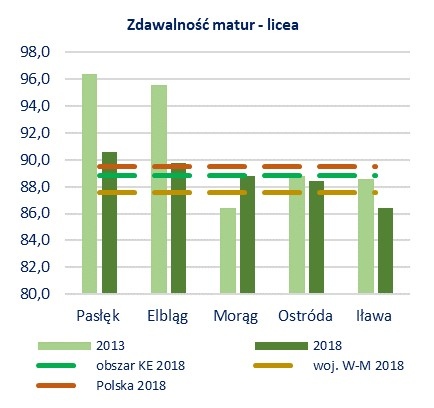 Zdawalność matur - licea
98,0
96,0
94,0
92,0
90,0
88,0
86,0
84,0
82,0
80,0
Pasłęk Elbląg Morąg Ostróda Iława
2013 2018
obszar KE 2018 woj. W-M 2018
Polska 2018